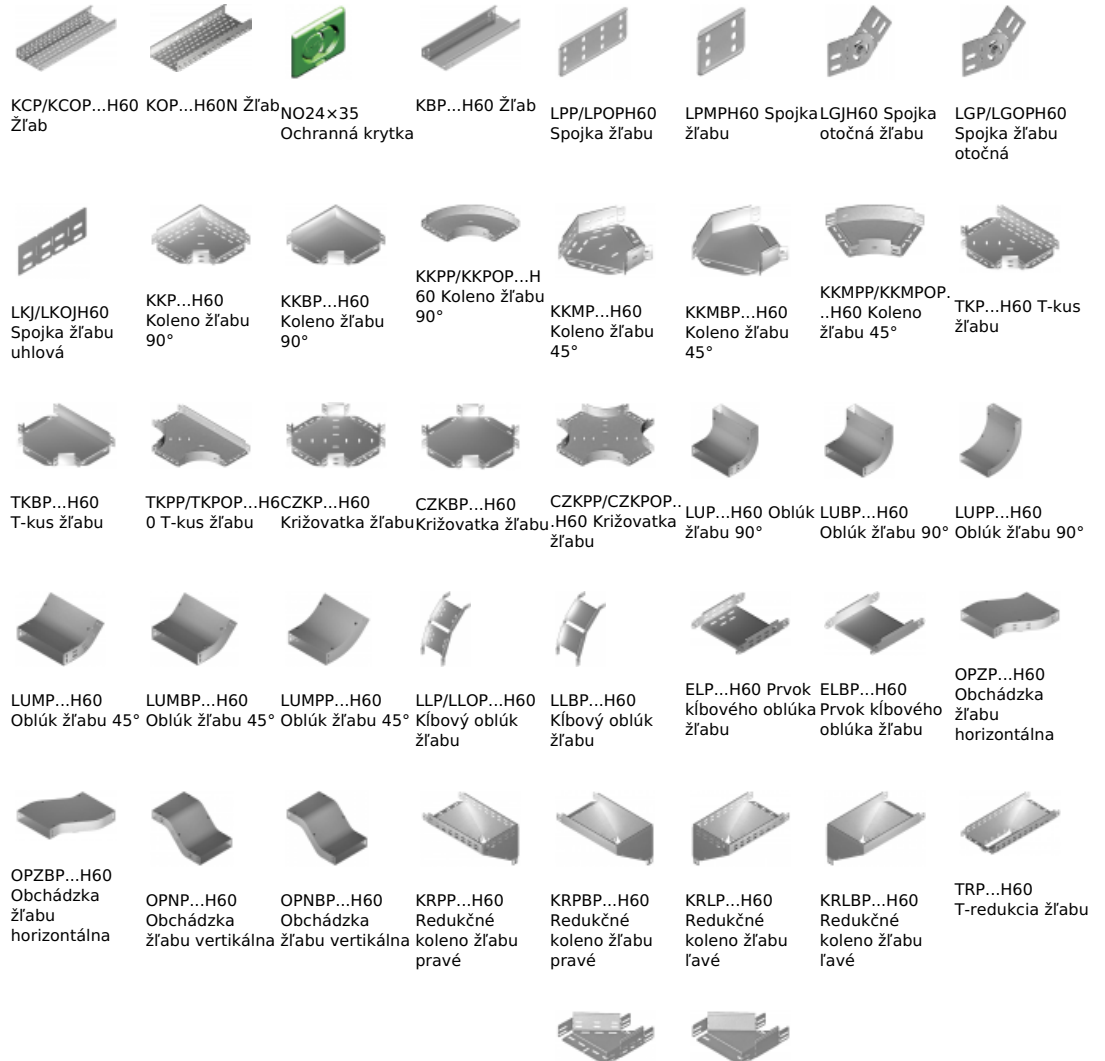 KCP/KCOP...H60
Žľab
KOP...H60N Žľab
NO24×35
Ochranná krytka
KBP...H60 Žľab
LPP/LPOPH60
Spojka žľabu
LPMPH60 Spojka
žľabu
LGJH60 Spojka
otočná žľabu
LGP/LGOPH60
Spojka žľabu
otočná
LKJ/LKOJH60
Spojka žľabu
uhlová
KKP...H60
Koleno žľabu
90°
KKBP...H60
Koleno žľabu
90°
KKPP/KKPOP...H
60 Koleno žľabu
90°
KKMP...H60
Koleno žľabu
45°
KKMBP...H60
Koleno žľabu
45°
KKMPP/KKMPOP.
..H60 Koleno
žľabu 45°
TKP...H60 T-kus
žľabu
TKBP...H60
T-kus žľabu
TKPP/TKPOP...H6
0 T-kus žľabu
CZKP...H60
Križovatka žľabu
CZKBP...H60
Križovatka žľabu
CZKPP/CZKPOP..
.H60 Križovatka
žľabu
LUP...H60 Oblúk
žľabu 90°
LUBP...H60
Oblúk žľabu 90°
LUPP...H60
Oblúk žľabu 90°
LUMP...H60
Oblúk žľabu 45°
LUMBP...H60
Oblúk žľabu 45°
LUMPP...H60
Oblúk žľabu 45°
LLP/LLOP...H60
Kĺbový oblúk
žľabu
LLBP...H60
Kĺbový oblúk
žľabu
ELP...H60 Prvok
kĺbového oblúka
žľabu
ELBP...H60
Prvok kĺbového
oblúka žľabu
OPZP...H60
Obchádzka
žľabu
horizontálna
OPZBP...H60
Obchádzka
žľabu
horizontálna
OPNP...H60
Obchádzka
žľabu vertikálna
OPNBP...H60
Obchádzka
žľabu vertikálna
KRPP...H60
Redukčné
koleno žľabu
pravé
KRPBP...H60
Redukčné
koleno žľabu
pravé
KRLP...H60
Redukčné
koleno žľabu
ľavé
KRLBP...H60
Redukčné
koleno žľabu
ľavé
TRP...H60
T-redukcia žľabu